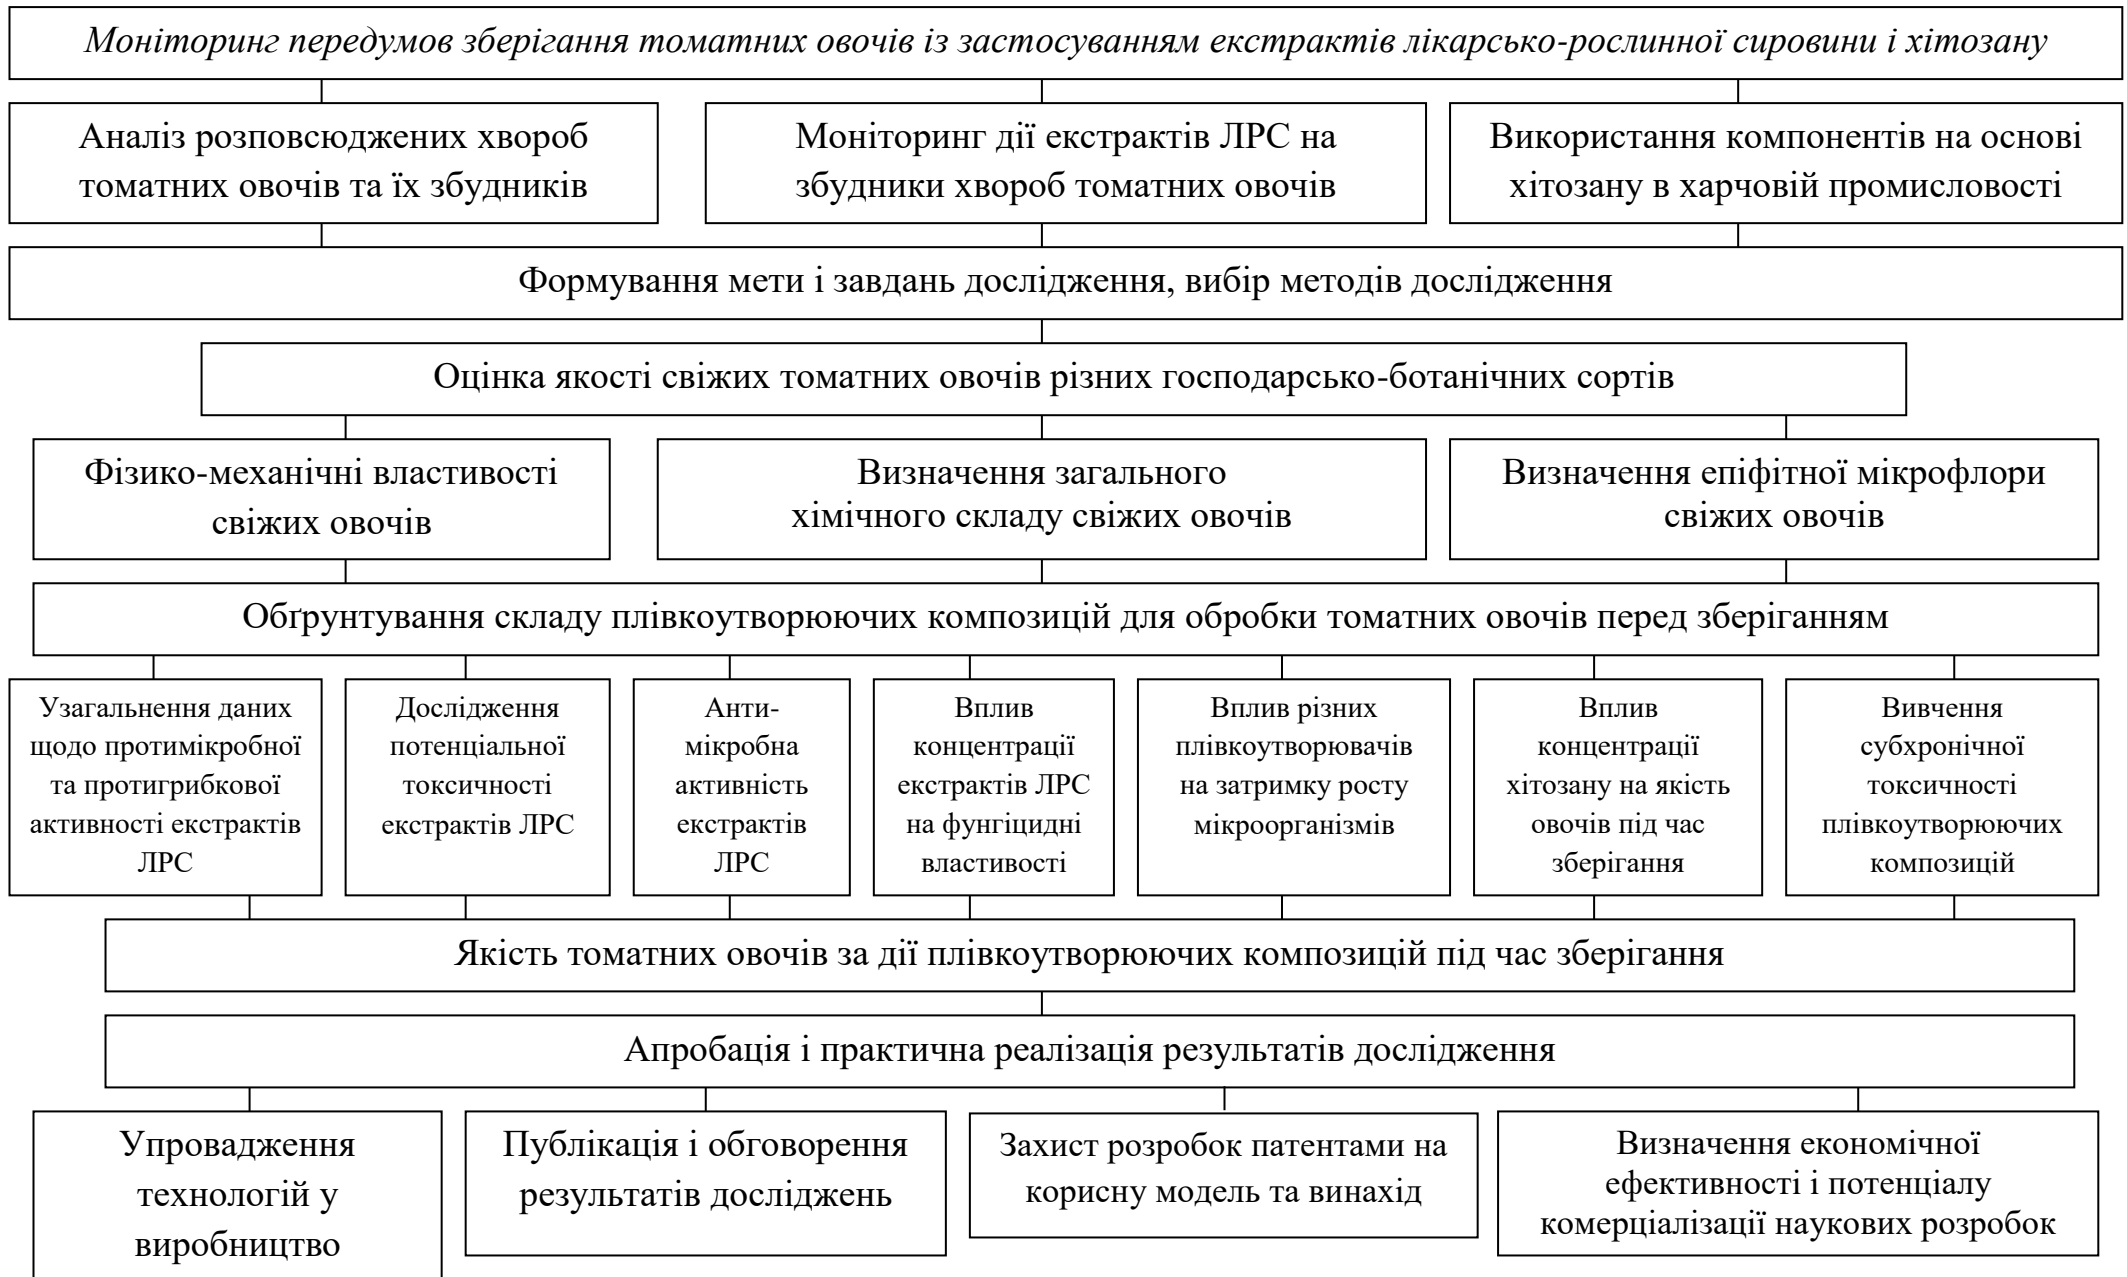 Моніторинг передумов зберігання томатних овочів із застосуванням екстрактів лікарсько-рослинної сировини і хітозану
Аналіз розповсюджених хвороб
томатних овочів та їх збудників
Моніторинг дії екстрактів ЛРС на
збудники хвороб томатних овочів
Використання компонентів на основі
хітозану в харчовій промисловості
Формування мети і завдань дослідження, вибір методів дослідження
Оцінка якості свіжих томатних овочів різних господарсько-ботанічних сортів
Фізико-механічні властивості
свіжих овочів
Визначення загального
хімічного складу свіжих овочів
Визначення епіфітної мікрофлори
свіжих овочів
Обґрунтування складу плівкоутворюючих композицій для обробки томатних овочів перед зберіганням
Узагальнення даних
щодо протимікробної
та протигрибкової
активності екстрактів
ЛРС
Дослідження
потенціальної
токсичності
екстрактів ЛРС
Анти-
мікробна
активність
екстрактів
ЛРС
Вплив
концентрації
екстрактів ЛРС
на фунгіцидні
властивості
Вплив різних
плівкоутворювачів
на затримку росту
мікроорганізмів
Вплив
концентрації
хітозану на якість
овочів під час
зберігання
Вивчення
субхронічної
токсичності
плівкоутворюючих
композицій
Якість томатних овочів за дії плівкоутворюючих композицій під час зберігання
Апробація і практична реалізація результатів дослідження
Упровадження
технологій у
виробництво
Публікація і обговорення
результатів досліджень
Захист розробок патентами на
корисну модель та винахід
Визначення економічної
ефективності і потенціалу
комерціалізації наукових розробок